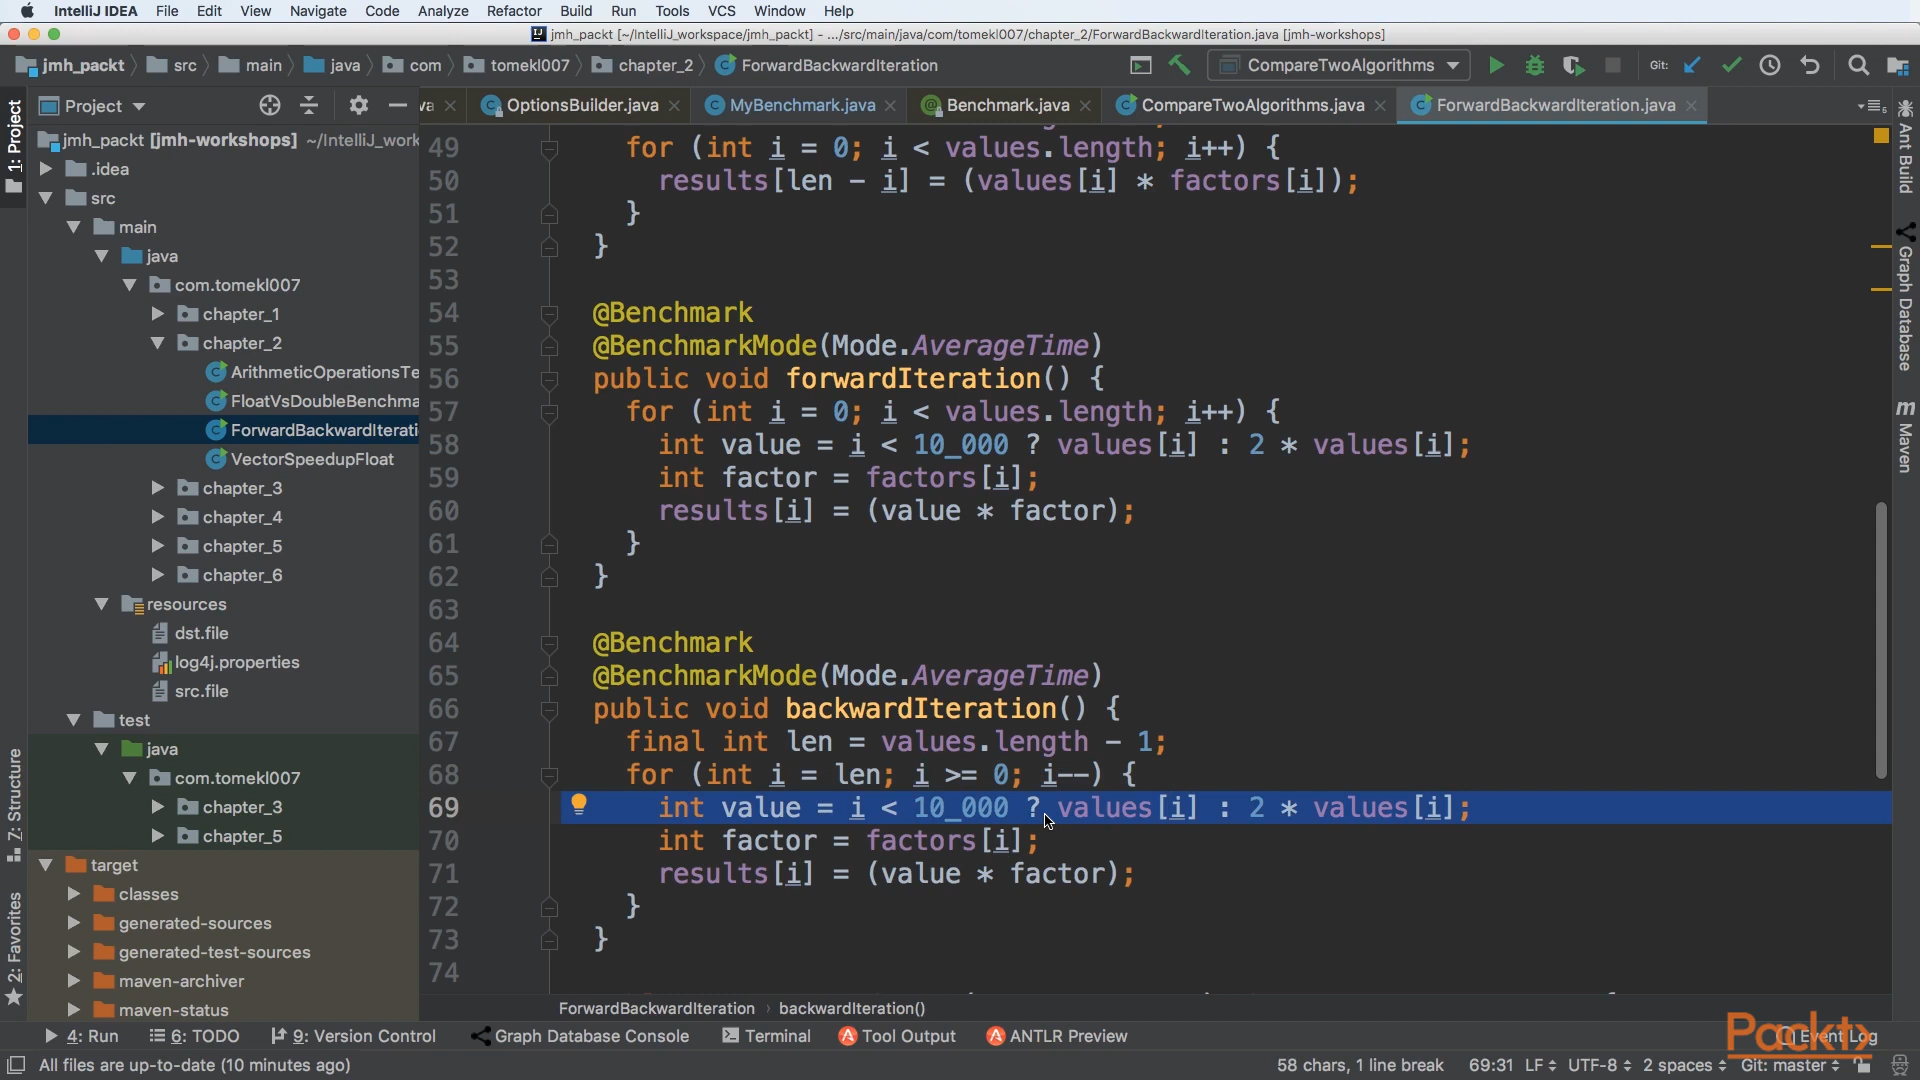 IntelliJ IDEA File Edit View Navigate Code Analyze Refactor Build Run Tools VCS Window Help
jmh_packt [~/IntelliJ_workspace/jmh_packt] - .../src/main/java/com/tomekl007/chapter_2/ForwardBackwardIteration.java [jmh-workshops]
jmh_packt src main java com tomekl007 chapter_2 ForwardBackwardIteration CompareTwoAlgorithms Git:
Project va OptionsBuilder.java MyBenchmark.java Benchmark.java CompareTwoAlgorithms.java ForwardBackwardIteration.java
1: Project
Z: Structure
2: Favorites
jmh_packt [jmh-workshops] ~/IntelliJ_work
.idea
src
main
java
com.tomekl007
chapter_1
chapter_2
ArithmeticOperationsTe
FloatVsDoubleBenchma
ForwardBackwardIterati
VectorSpeedupFloat
chapter_3
chapter_4
chapter_5
chapter_6
resources
dst.file
log4j.properties
src.file
test
java
com.tomekl007
chapter_3
chapter_5
target
classes
generated-sources
generated-test-sources
maven-archiver
maven-status
49 for (int i = 0; i < values.length; i++) {
50 results[len - i] = (values[i] * factors[i]);
51 }
52 }
53
54 @Benchmark
55 @BenchmarkMode(Mode.AverageTime)
56 public void forwardIteration() {
57 for (int i = 0; i < values.length; i++) {
58 int value = i < 10_000 ? values[i] : 2 * values[i];
59 int factor = factors[i];
60 results[i] = (value * factor);
61 }
62 }
63
64 @Benchmark
65 @BenchmarkMode(Mode.AverageTime)
66 public void backwardIteration() {
67 final int len = values.length - 1;
68 for (int i = len; i >= 0; i--) {
69 int value = i < 10_000 ? values[i] : 2 * values[i];
70 int factor = factors[i];
71 results[i] = (value * factor);
72 }
73 }
74
Ant Build
Graph Database
m Maven
ForwardBackwardIteration backwardIteration()
4: Run 6: TODO 9: Version Control Graph Database Console Terminal Tool Output ANTLR Preview Event Log
Packt
All files are up-to-date (10 minutes ago) 58 chars, 1 line break 69:31 LF UTF-8 2 spaces Git: master